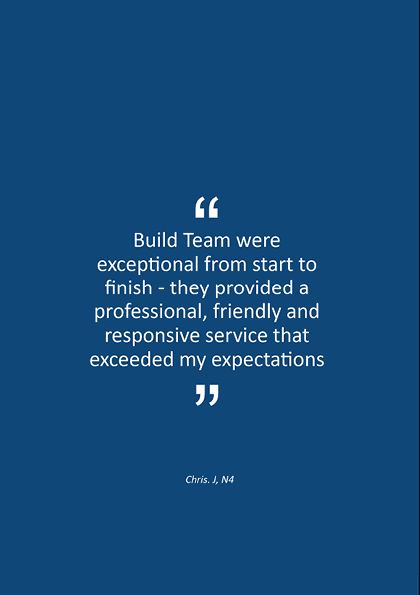 “
Build Team were
exceptional from start to
finish - they provided a
professional, friendly and
responsive service that
exceeded my expectations
”
Chris. J, N4